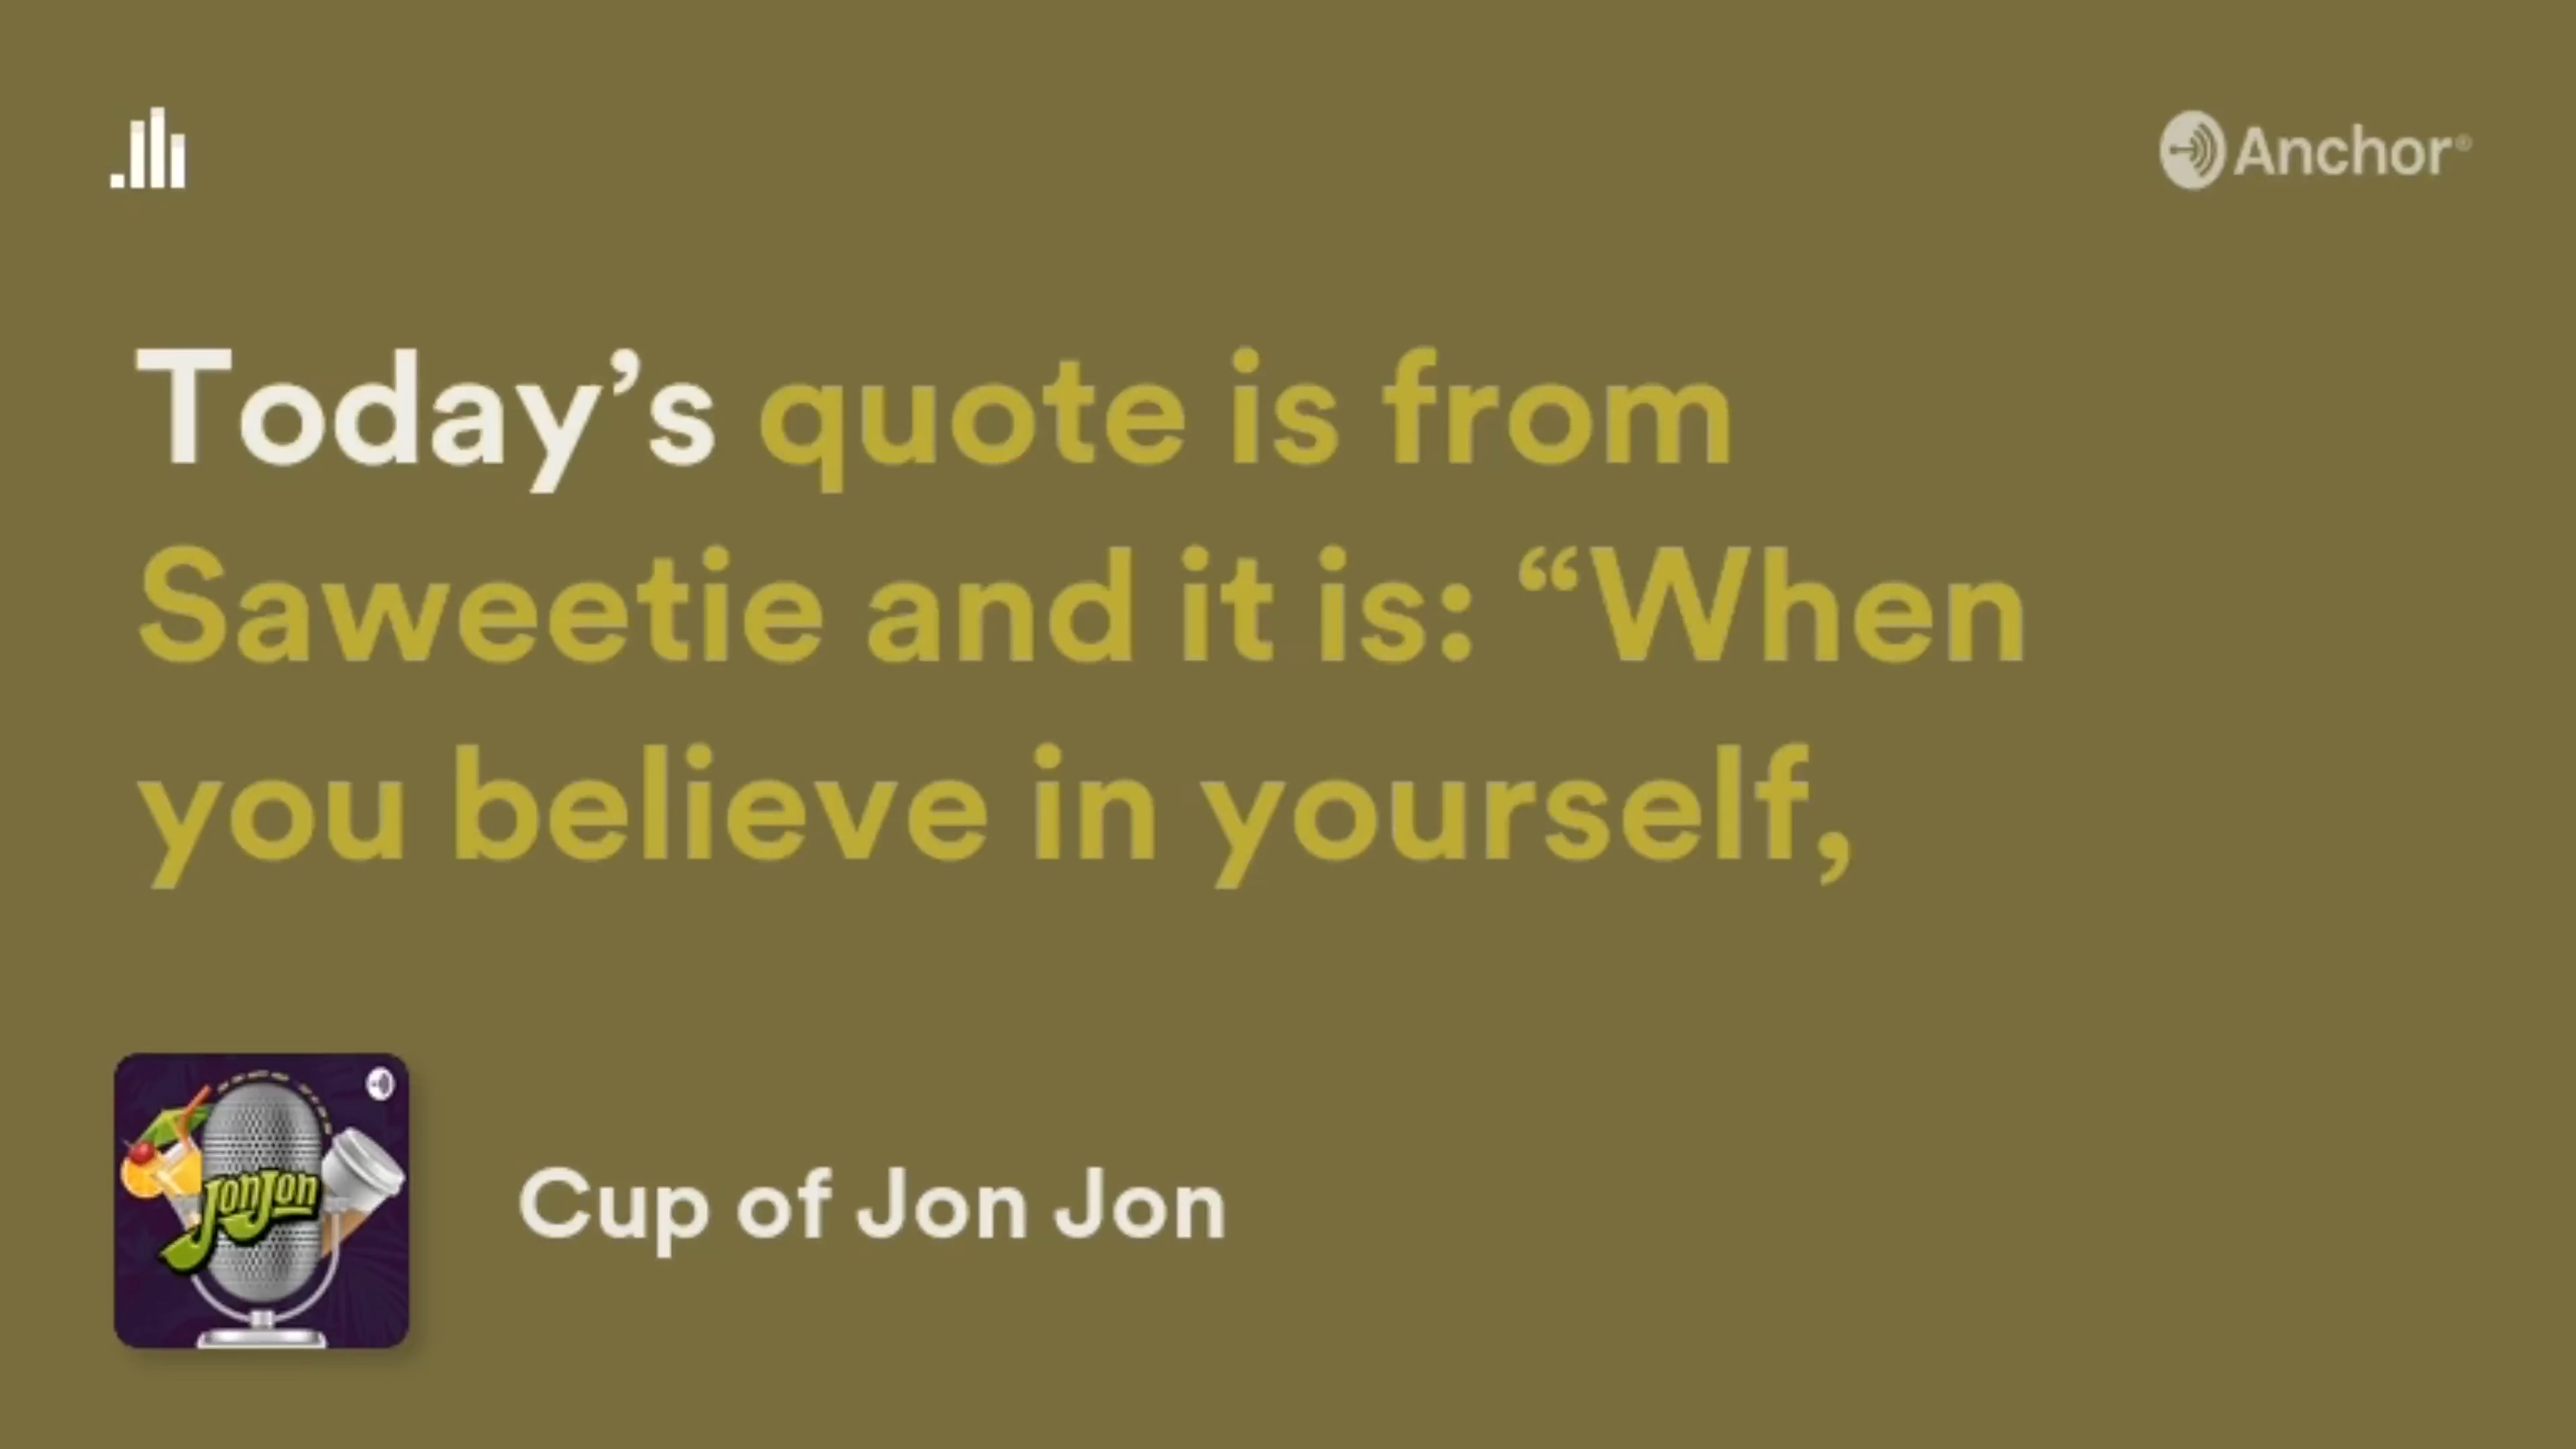 Anchor®
Today’s quote is from
Saweetie and it is: “When
you believe in yourself,
JonJon
Cup of Jon Jon